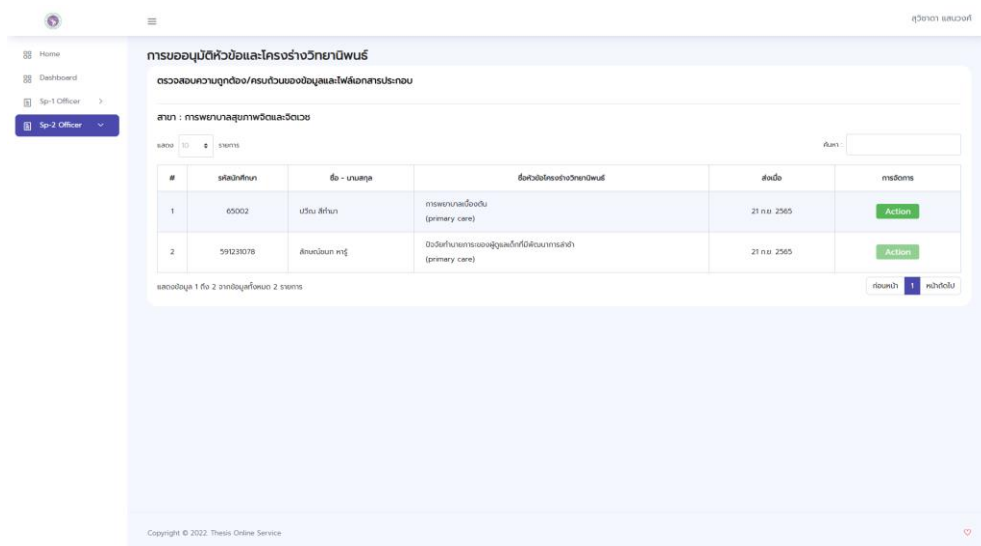 สุวิชาดา แสนวงค์
Home
Dashboard
Sp-1 Officer
Sp-2 Officer
การขออนุมัติหัวข้อและโครงร่างวิทยานิพนธ์
ตรวจสอบความถูกต้อง/ครบถ้วนของข้อมูลและไฟล์เอกสารประกอบ
สาขา : การพยาบาลสุขภาพจิตและจิตเวช
แสดง 10 รายการ
ค้นหา :
# รหัสนักศึกษา ชื่อ - นามสกุล ชื่อหัวข้อโครงร่างวิทยานิพนธ์ ส่งเมื่อ การจัดการ
1 65002 ปวีณ สีทำมา การพยาบาลเบื้องต้น 21 ก.ย. 2565 Action
(primary care)
2 591231078 ลักษณ์ชนก หารู้ ปัจจัยทำนายภาระของผู้ดูแลเด็กที่มีพัฒนาการล่าช้า 21 ก.ย. 2565 Action
(primary care)
แสดงข้อมูล 1 ถึง 2 จากข้อมูลทั้งหมด 2 รายการ
ก่อนหน้า 1 หน้าถัดไป
Copyright © 2022. Thesis Online Service